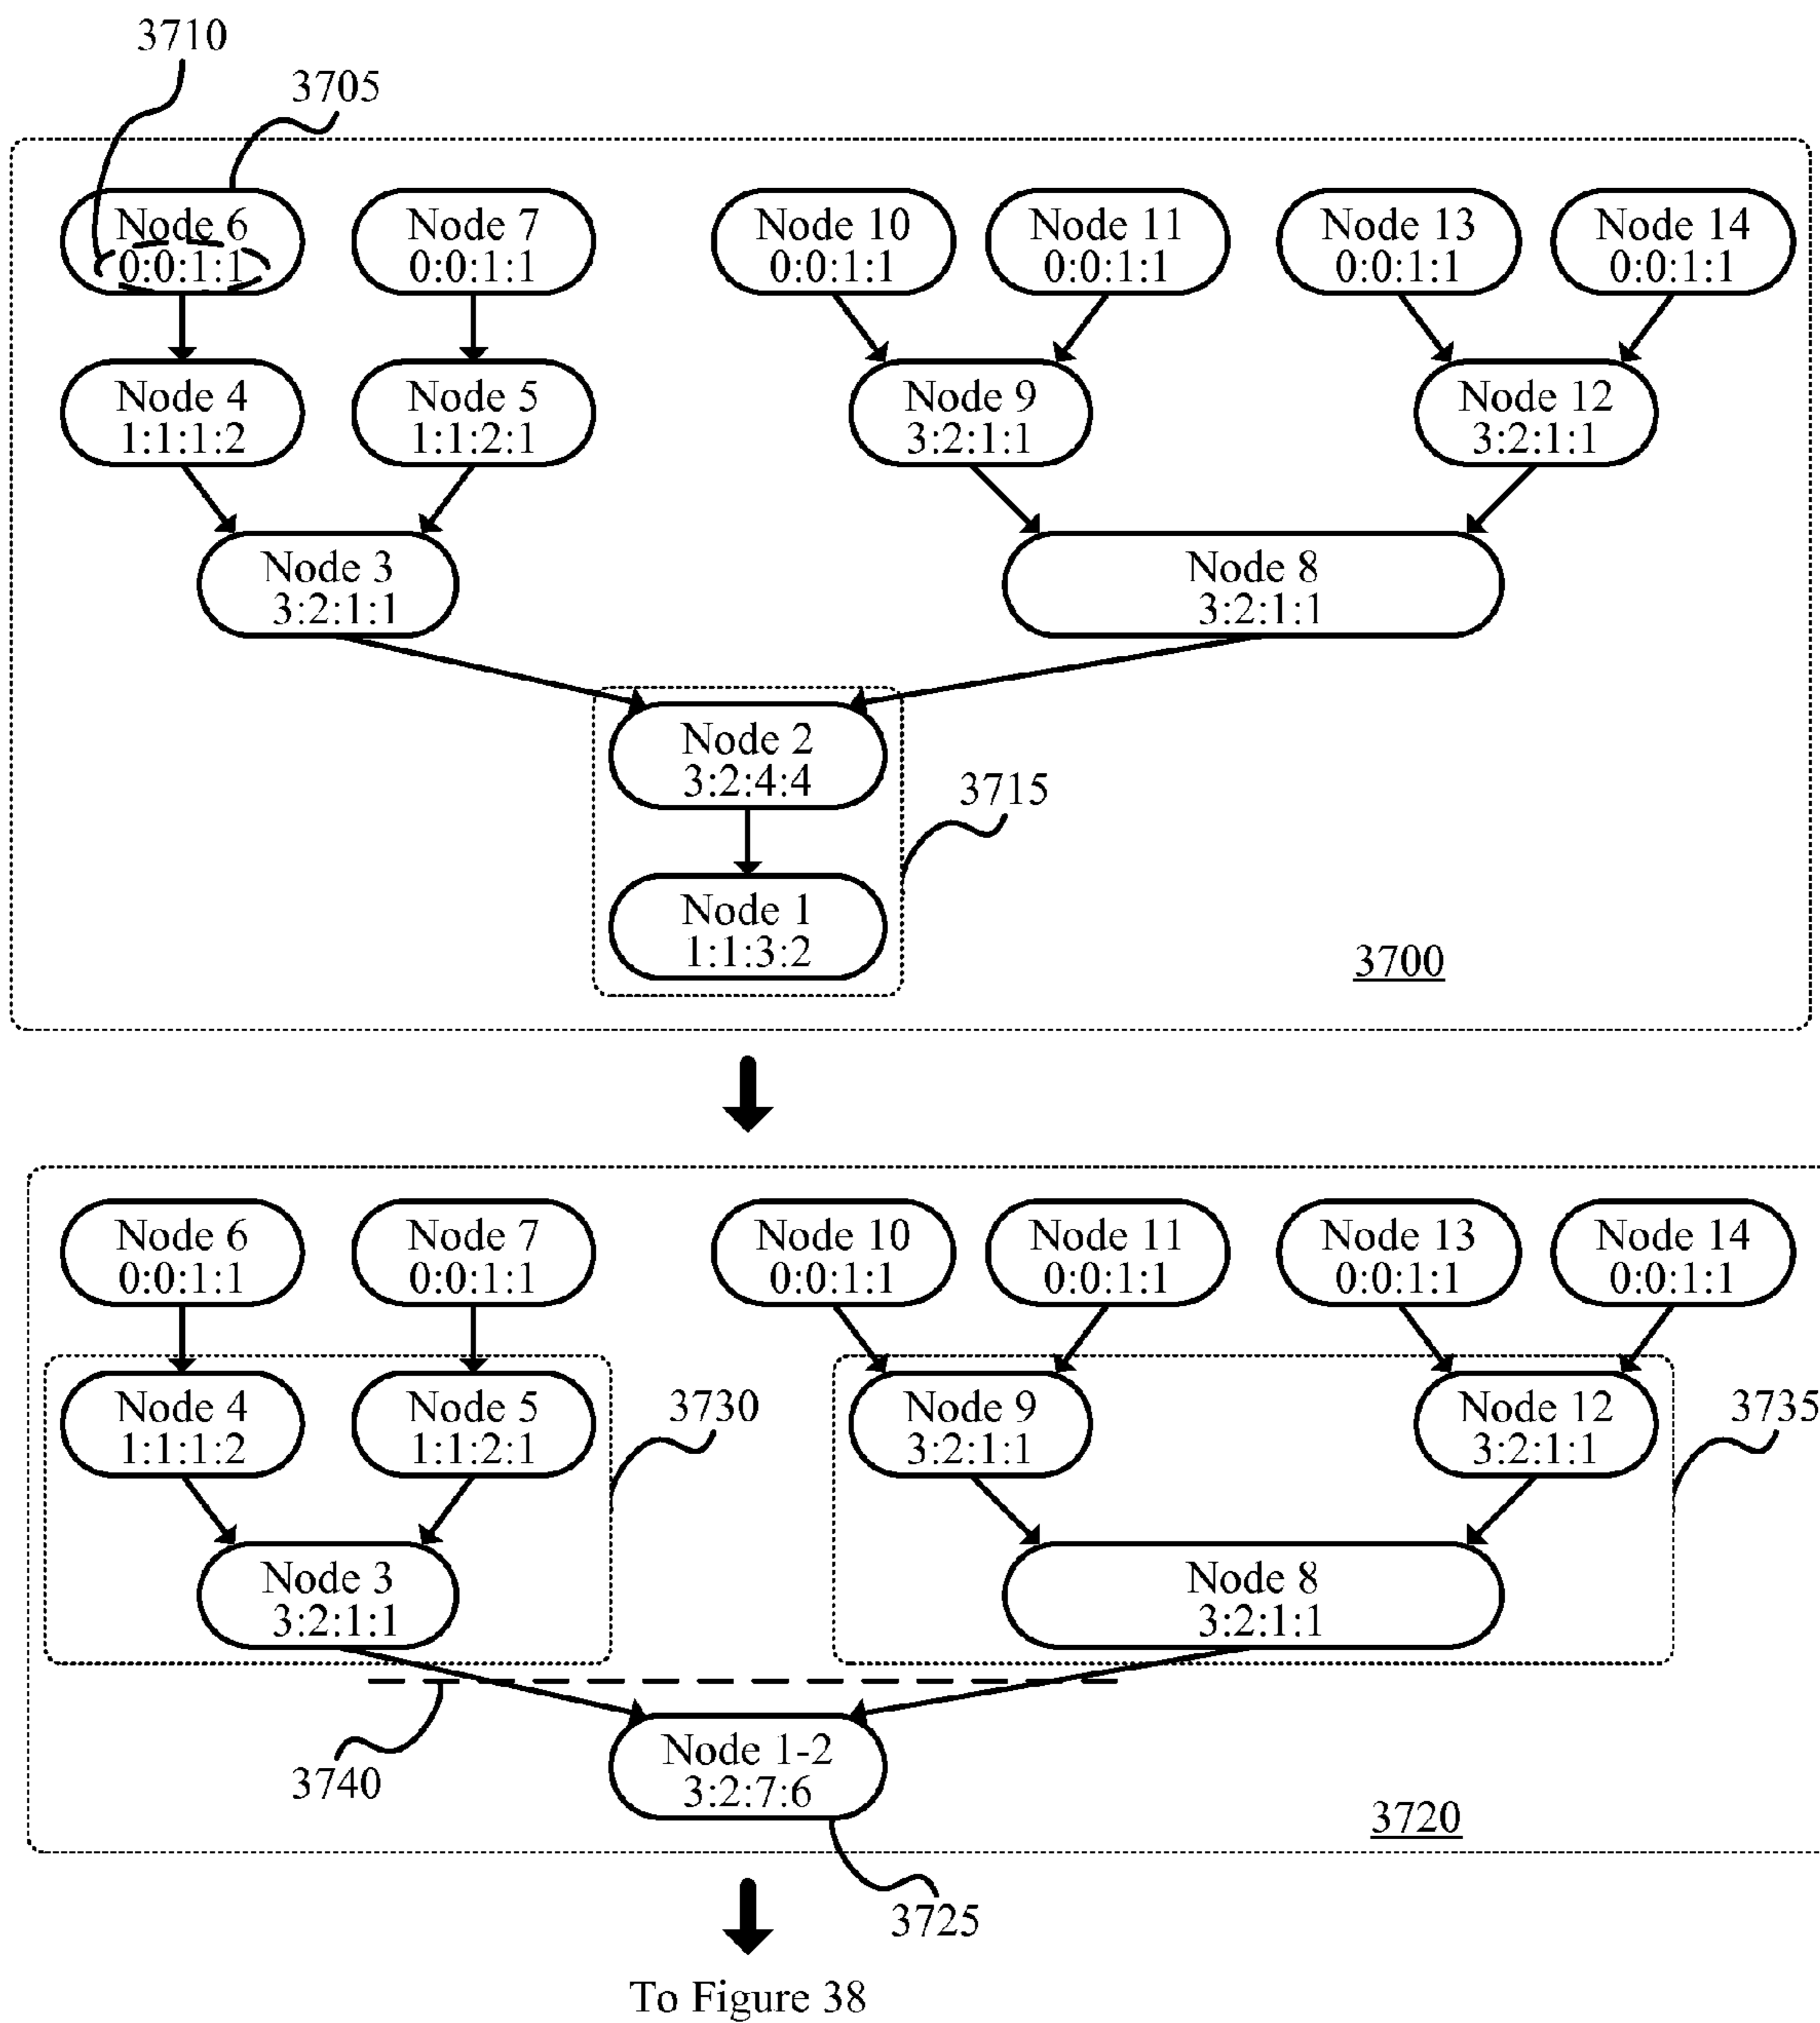 3710
3705
Node 6
0:0:1:1
Node 7
0:0:1:1
Node 10
0:0:1:1
Node 11
0:0:1:1
Node 13
0:0:1:1
Node 14
0:0:1:1
Node 4
1:1:1:2
Node 5
1:1:2:1
Node 9
3:2:1:1
Node 12
3:2:1:1
Node 3
3:2:1:1
Node 8
3:2:1:1
Node 2
3:2:4:4
3715
Node 1
1:1:3:2
3700
Node 6
0:0:1:1
Node 7
0:0:1:1
Node 10
0:0:1:1
Node 11
0:0:1:1
Node 13
0:0:1:1
Node 14
0:0:1:1
Node 4
1:1:1:2
Node 5
1:1:2:1
3730
Node 9
3:2:1:1
Node 12
3:2:1:1
3735
Node 3
3:2:1:1
Node 8
3:2:1:1
3740
Node 1-2
3:2:7:6
3720
3725
To Figure 38